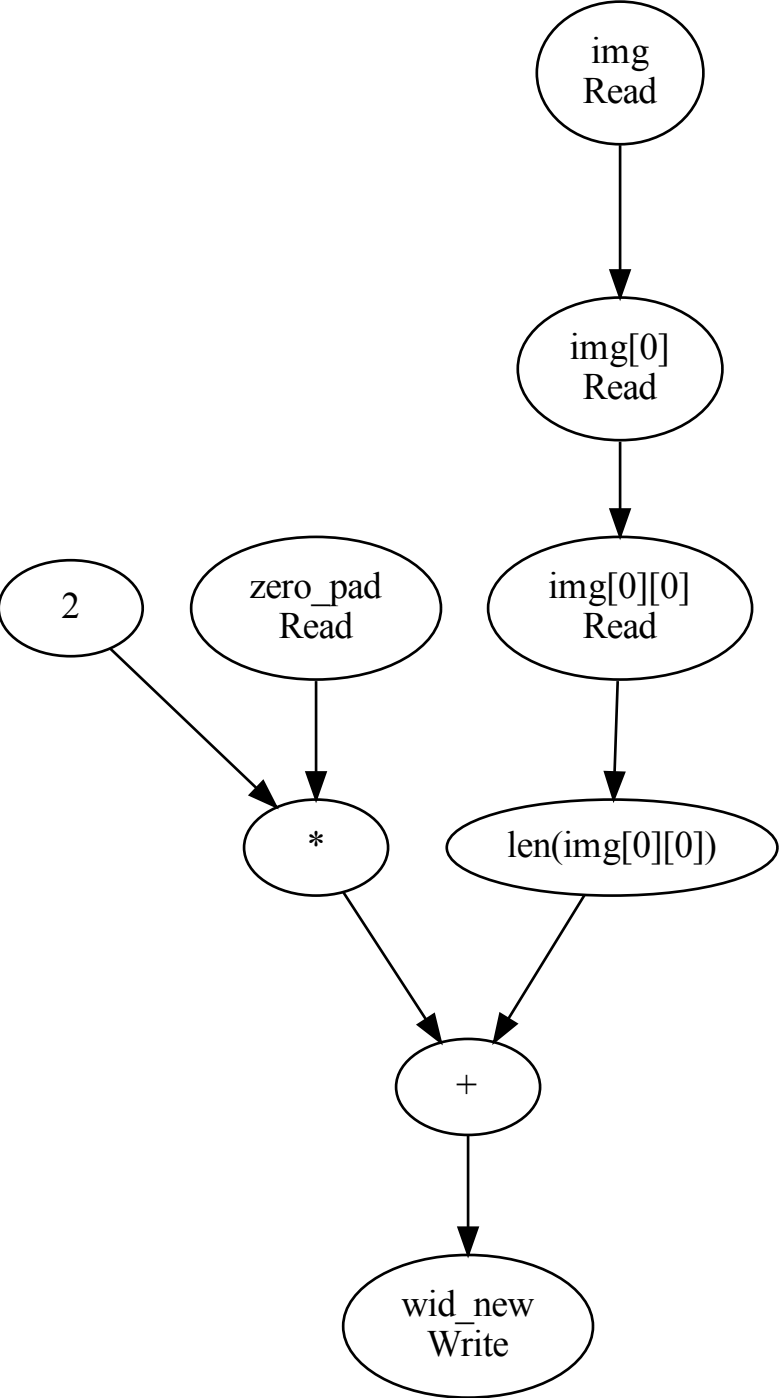 img
Read
img[0]
Read
2
zero_pad
Read
img[0][0]
Read
*
len(img[0][0])
+
wid_new
Write